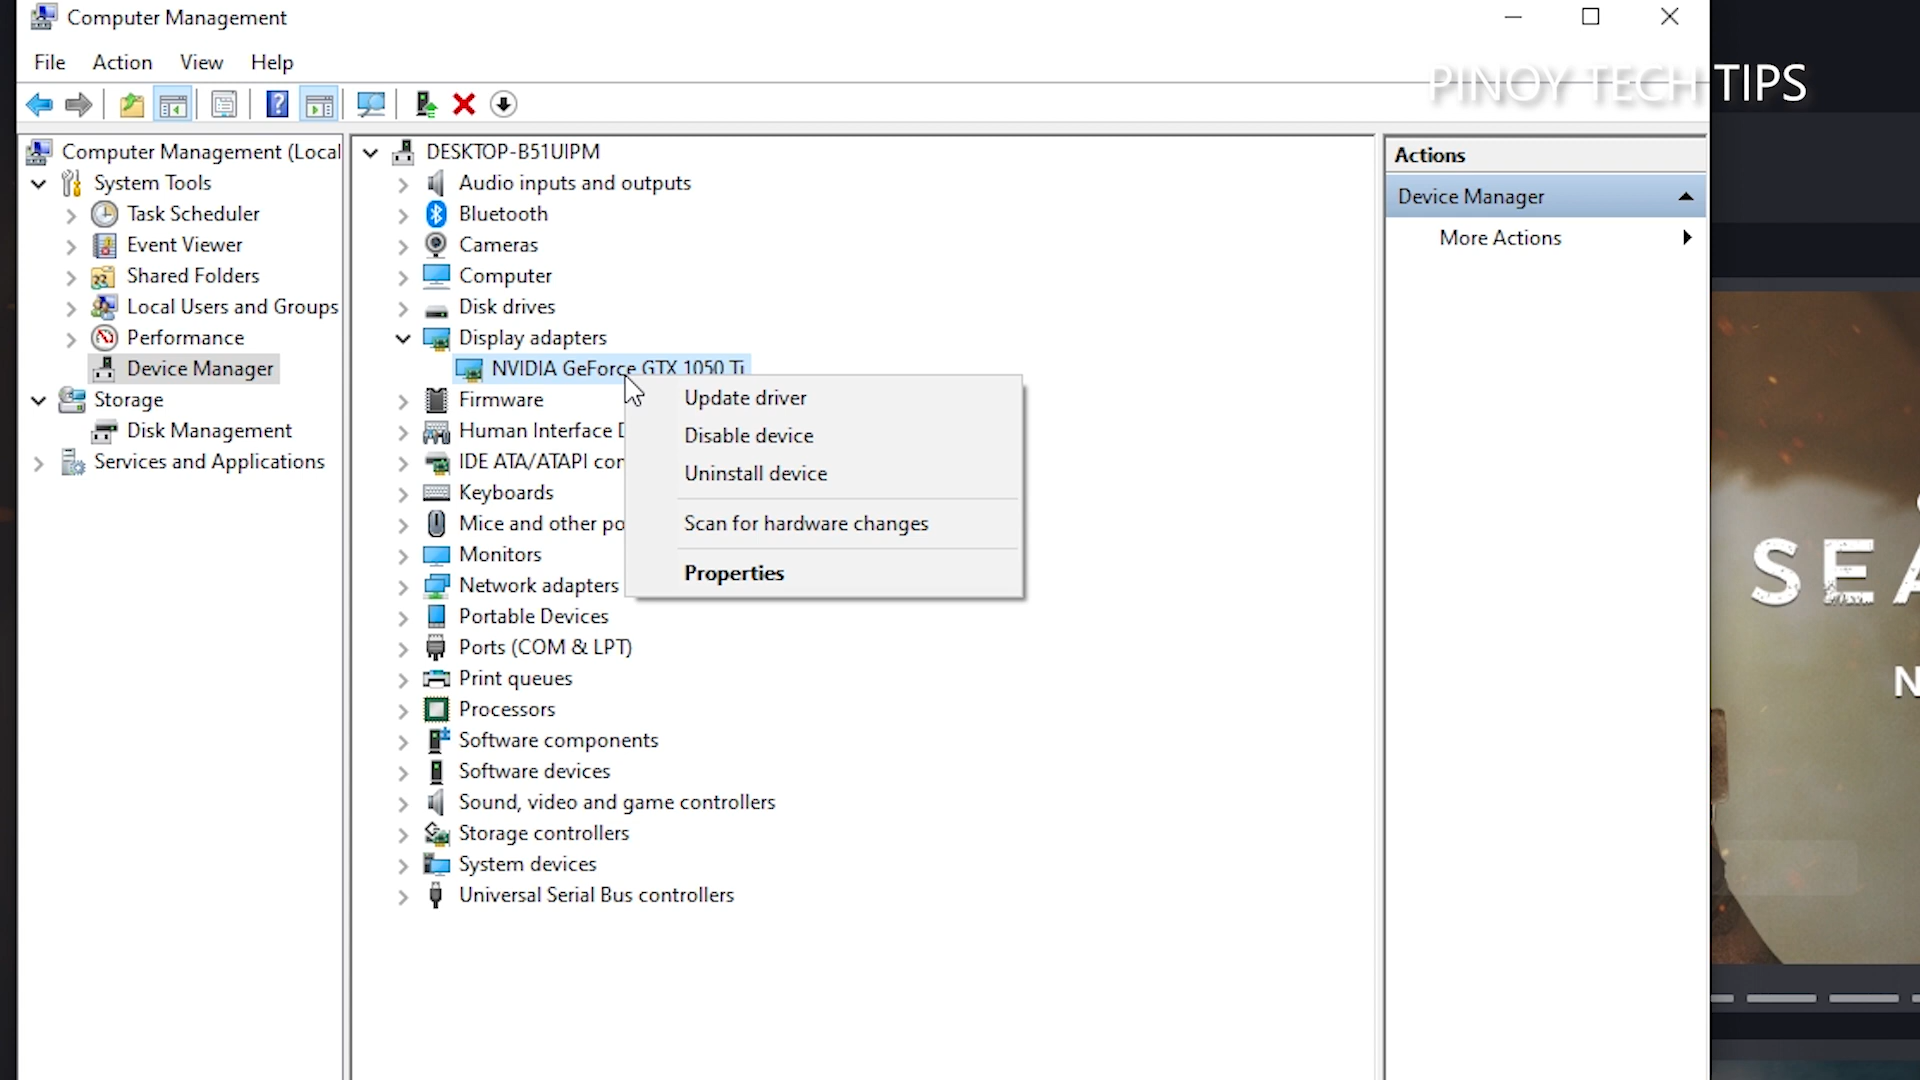 Computer Management
File Action View Help
PINOY TECH TIPS
Computer Management (Local
System Tools
Task Scheduler
Event Viewer
Shared Folders
Local Users and Groups
Performance
Device Manager
Storage
Disk Management
Services and Applications
DESKTOP-B51UIPM
Audio inputs and outputs
Bluetooth
Cameras
Computer
Disk drives
Display adapters
NVIDIA GeForce GTX 1050 Ti
Firmware
Human Interface D
IDE ATA/ATAPI con
Keyboards
Mice and other po
Monitors
Network adapters
Portable Devices
Ports (COM & LPT)
Print queues
Processors
Software components
Software devices
Sound, video and game controllers
Storage controllers
System devices
Universal Serial Bus controllers
Update driver
Disable device
Uninstall device
Scan for hardware changes
Properties
Actions
Device Manager
More Actions
SEA
N